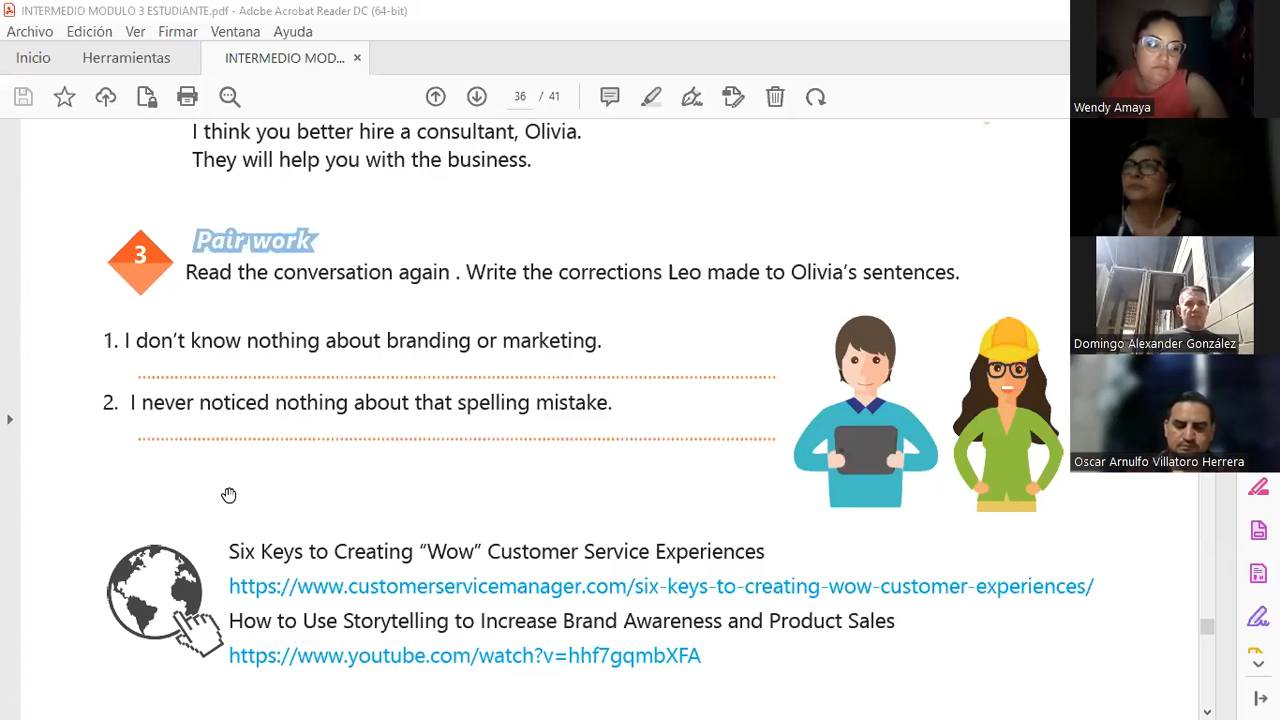 INTERMEDIO MODULO 3 ESTUDIANTE.pdf - Adobe Acrobat Reader DC (64-bit)
Archivo Edición Ver Firmar Ventana Ayuda
Inicio Herramientas INTERMEDIO MOD... ×
36 / 41
I think you better hire a consultant, Olivia.
They will help you with the business.
3 Pair work
Read the conversation again . Write the corrections Leo made to Olivia's sentences.
1. I don't know nothing about branding or marketing.
2. I never noticed nothing about that spelling mistake.
Six Keys to Creating “Wow” Customer Service Experiences
https://www.customerservicemanager.com/six-keys-to-creating-wow-customer-experiences/
How to Use Storytelling to Increase Brand Awareness and Product Sales
https://www.youtube.com/watch?v=hhf7gqmbXFA
Wendy Amaya
Domingo Alexander González
Oscar Arnulfo Villatoro Herrera